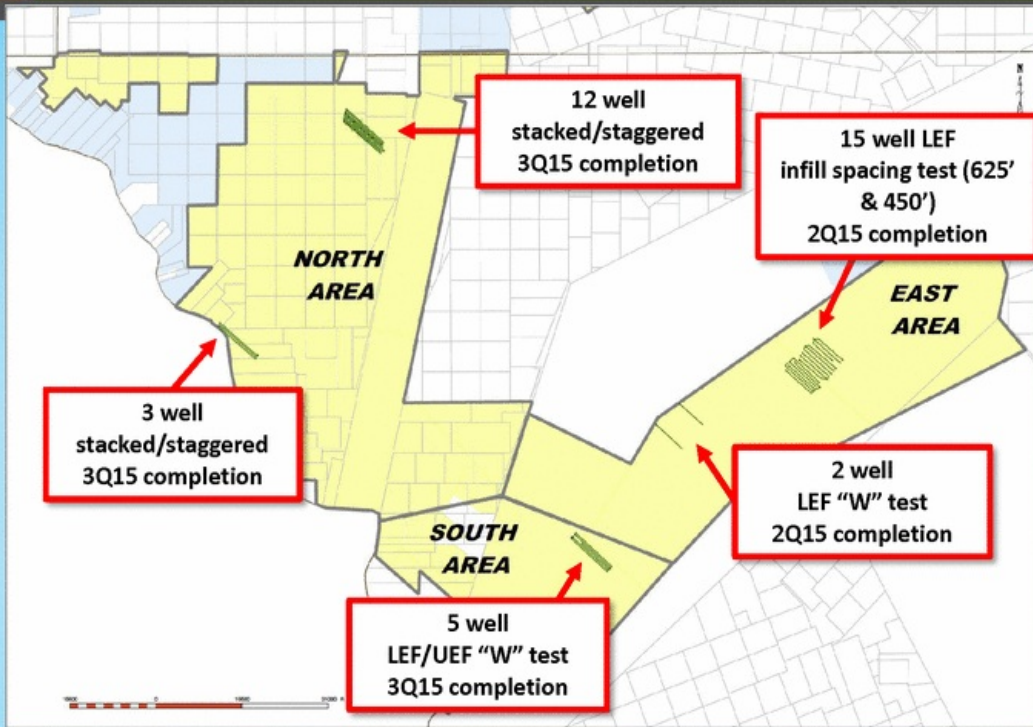 12 well
stacked/staggered
3Q15 completion
15 well LEF
infill spacing test (625’
& 450’)
2Q15 completion
NORTH
AREA
EAST
AREA
3 well
stacked/staggered
3Q15 completion
2 well
LEF “W” test
2Q15 completion
SOUTH
AREA
5 well
LEF/UEF “W” test
3Q15 completion